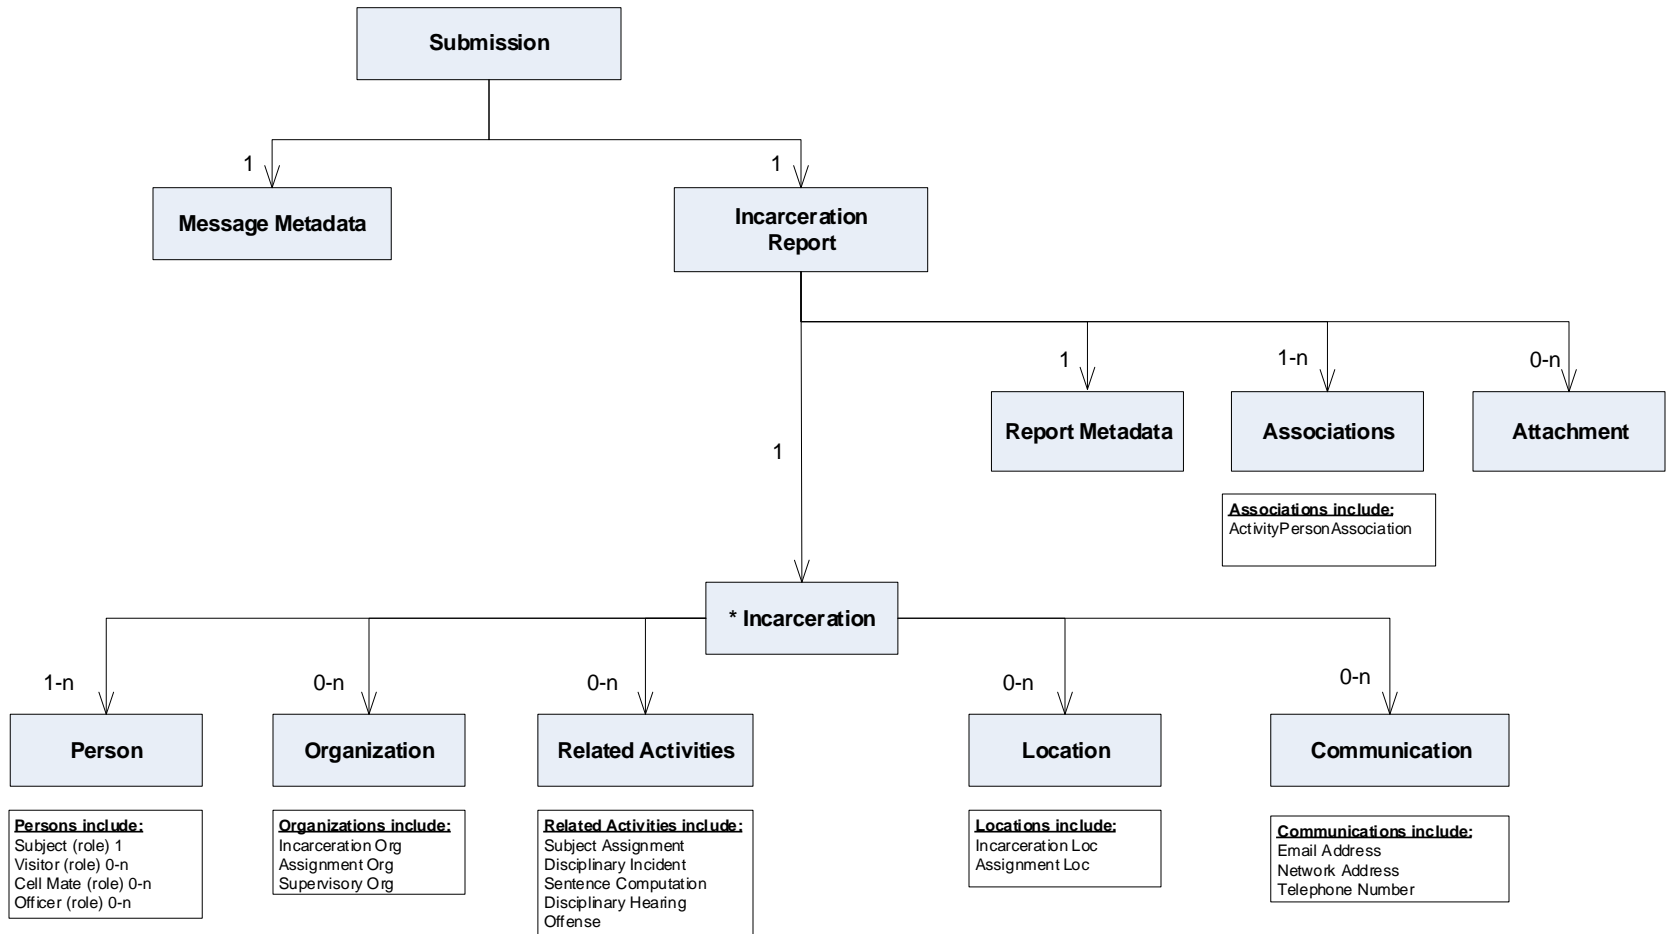 Submission
1
1
Message Metadata
Incarceration
Report
1
1-n
0-n
Report Metadata
Associations
Attachment
1
Associations include:
ActivityPersonAssociation
* Incarceration
1-n
0-n
0-n
0-n
0-n
Person
Organization
Related Activities
Location
Communication
Persons include:
Subject (role) 1
Visitor (role) 0-n
Cell Mate (role) 0-n
Officer (role) 0-n
Organizations include:
Incarceration Org
Assignment Org
Supervisory Org
Related Activities include:
Subject Assignment
Disciplinary Incident
Sentence Computation
Disciplinary Hearing
Offense
Locations include:
Incarceration Loc
Assignment Loc
Communications include:
Email Address
Network Address
Telephone Number